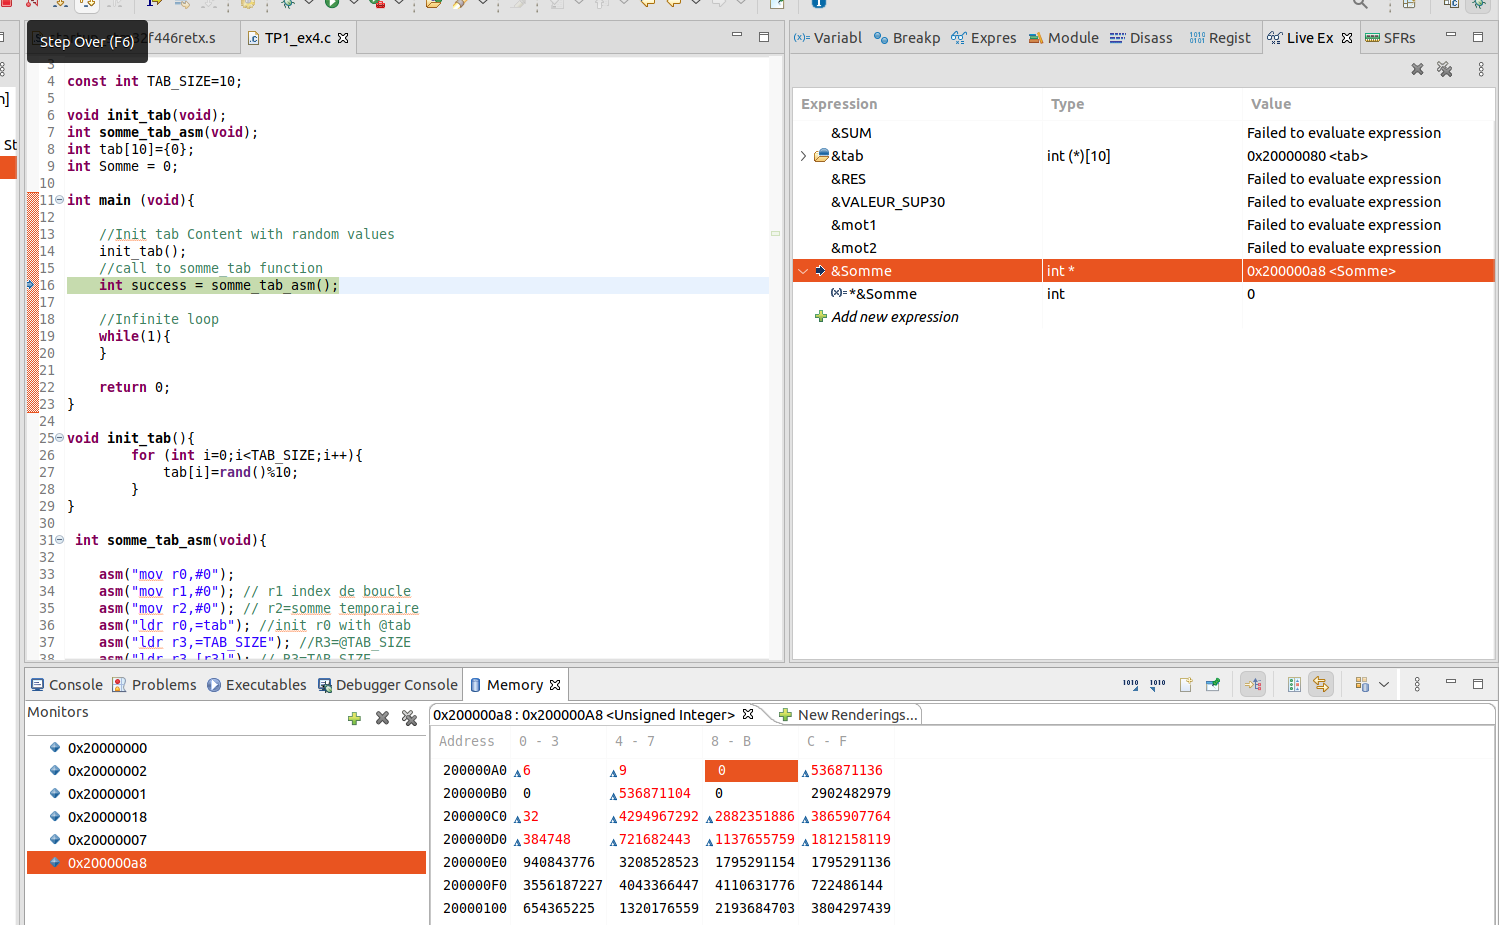 Step Over (F6)
f446retx.s
TP1_ex4.c
3
4 const int TAB_SIZE=10;
5
6 void init_tab(void);
7 int somme_tab_asm(void);
8 int tab[10]={0};
9 int Somme = 0;
10
11 int main (void){
12
13 //Init tab Content with random values
14 init_tab();
15 //call to somme_tab function
16 int success = somme_tab_asm();
17
18 //Infinite loop
19 while(1){
20 }
21
22 return 0;
23 }
24
25 void init_tab(){
26 for (int i=0;i<TAB_SIZE;i++){
27 tab[i]=rand()%10;
28 }
29 }
30
31 int somme_tab_asm(void){
32
33 asm("mov r0,#0");
34 asm("mov r1,#0"); // r1 index de boucle
35 asm("mov r2,#0"); // r2=somme temporaire
36 asm("ldr r0,=tab"); //init r0 with @tab
37 asm("ldr r3,=TAB_SIZE"); //R3=@TAB_SIZE
38 asm("ldr r3,[r3]"); // R3=TAB_SIZE
n]
St
(x)= Variabl Breakp Expres Module Disass Regist Live Ex SFRs
Expression Type Value
&SUM Failed to evaluate expression
&tab int (*)[10] 0x20000080 <tab>
&RES Failed to evaluate expression
&VALEUR_SUP30 Failed to evaluate expression
&mot1 Failed to evaluate expression
&mot2 Failed to evaluate expression
&Somme int * 0x200000a8 <Somme>
(x)= *&Somme int 0
Add new expression
Console Problems Executables Debugger Console Memory
Monitors
0x20000000
0x20000002
0x20000001
0x20000018
0x20000007
0x200000a8
0x200000a8 : 0x200000A8 <Unsigned Integer> New Renderings...
Address 0 - 3 4 - 7 8 - B C - F
200000A0 6 9 0 536871136
200000B0 0 536871104 0 2902482979
200000C0 32 4294967292 2882351886 3865907764
200000D0 384748 721682443 1137655759 1812158119
200000E0 940843776 3208528523 1795291154 1795291136
200000F0 3556187227 4043366447 4110631776 722486144
20000100 654365225 1320176559 2193684703 3804297439